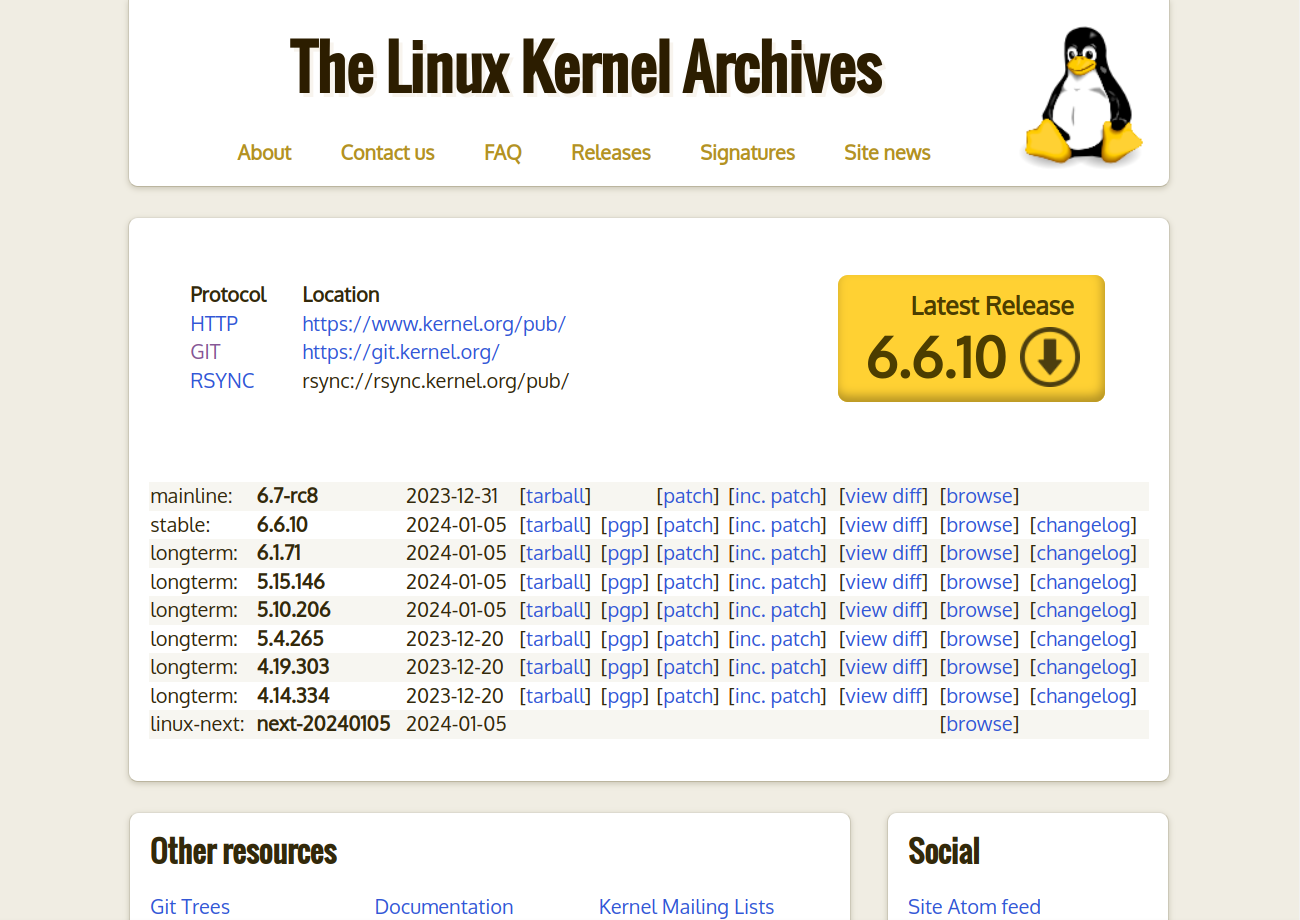 The Linux Kernel Archives
About Contact us FAQ Releases Signatures Site news
Protocol Location
HTTP https://www.kernel.org/pub/
GIT https://git.kernel.org/
RSYNC rsync://rsync.kernel.org/pub/
Latest Release
6.6.10
mainline: 6.7-rc8 2023-12-31 [tarball] [patch] [inc. patch] [view diff] [browse]
stable: 6.6.10 2024-01-05 [tarball] [pgp] [patch] [inc. patch] [view diff] [browse] [changelog]
longterm: 6.1.71 2024-01-05 [tarball] [pgp] [patch] [inc. patch] [view diff] [browse] [changelog]
longterm: 5.15.146 2024-01-05 [tarball] [pgp] [patch] [inc. patch] [view diff] [browse] [changelog]
longterm: 5.10.206 2024-01-05 [tarball] [pgp] [patch] [inc. patch] [view diff] [browse] [changelog]
longterm: 5.4.265 2023-12-20 [tarball] [pgp] [patch] [inc. patch] [view diff] [browse] [changelog]
longterm: 4.19.303 2023-12-20 [tarball] [pgp] [patch] [inc. patch] [view diff] [browse] [changelog]
longterm: 4.14.334 2023-12-20 [tarball] [pgp] [patch] [inc. patch] [view diff] [browse] [changelog]
linux-next: next-20240105 2024-01-05 [browse]
Other resources
Git Trees Documentation Kernel Mailing Lists
Social
Site Atom feed